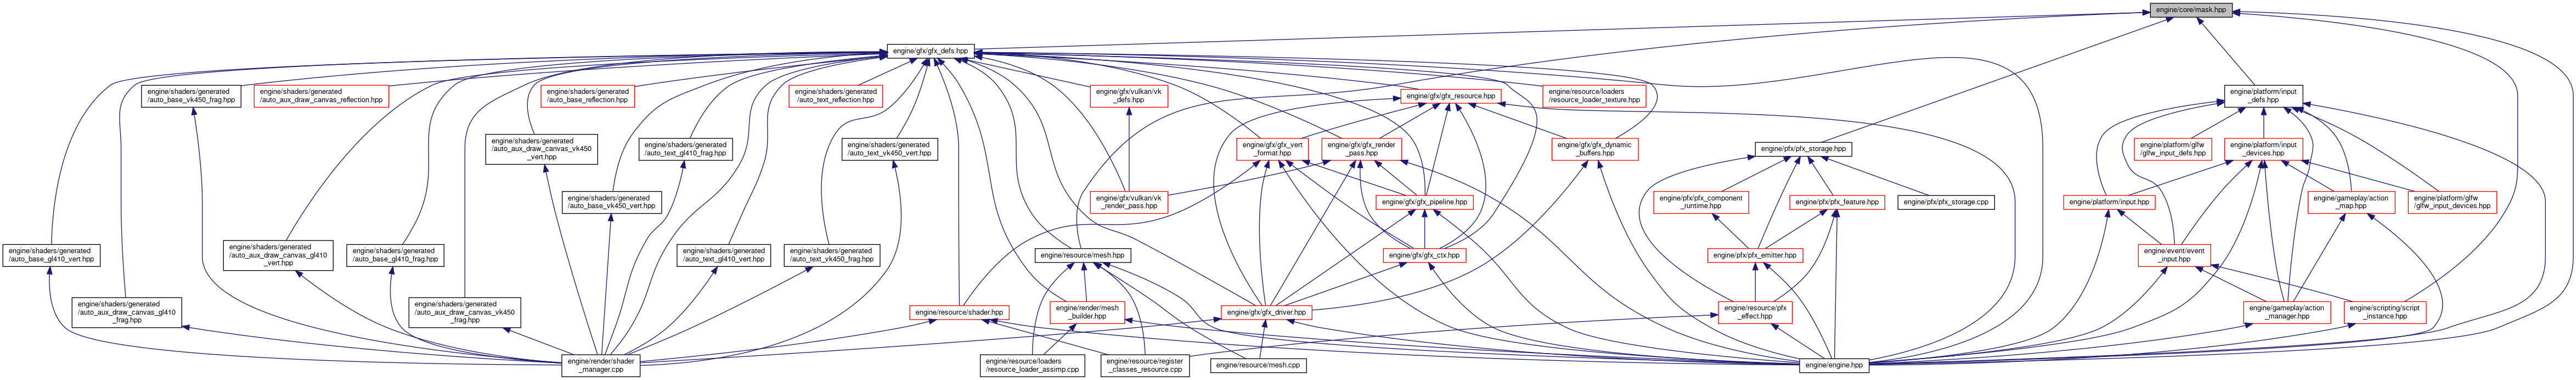 engine/core/mask.hpp
engine/gfx/gfx_defs.hpp
engine/shaders/generated
/auto_base_vk450_frag.hpp
engine/shaders/generated
/auto_aux_draw_canvas_reflection.hpp
engine/shaders/generated
/auto_base_reflection.hpp
engine/shaders/generated
/auto_text_reflection.hpp
engine/gfx/vulkan/vk
_defs.hpp
engine/gfx/gfx_resource.hpp
engine/resource/loaders
/resource_loader_texture.hpp
engine/platform/input
_defs.hpp
engine/shaders/generated
/auto_aux_draw_canvas_vk450
_vert.hpp
engine/shaders/generated
/auto_text_gl410_frag.hpp
engine/shaders/generated
/auto_text_vk450_vert.hpp
engine/gfx/gfx_vert
_format.hpp
engine/gfx/gfx_render
_pass.hpp
engine/gfx/gfx_dynamic
_buffers.hpp
engine/pfx/pfx_storage.hpp
engine/platform/glfw
/glfw_input_defs.hpp
engine/platform/input
_devices.hpp
engine/shaders/generated
/auto_base_vk450_vert.hpp
engine/gfx/vulkan/vk
_render_pass.hpp
engine/gfx/gfx_pipeline.hpp
engine/pfx/pfx_component
_runtime.hpp
engine/pfx/pfx_feature.hpp
engine/pfx/pfx_storage.cpp
engine/platform/input.hpp
engine/gameplay/action
_map.hpp
engine/platform/glfw
/glfw_input_devices.hpp
engine/shaders/generated
/auto_base_gl410_vert.hpp
engine/shaders/generated
/auto_aux_draw_canvas_gl410
_vert.hpp
engine/shaders/generated
/auto_base_gl410_frag.hpp
engine/shaders/generated
/auto_text_gl410_vert.hpp
engine/shaders/generated
/auto_text_vk450_frag.hpp
engine/resource/mesh.hpp
engine/gfx/gfx_ctx.hpp
engine/pfx/pfx_emitter.hpp
engine/event/event
_input.hpp
engine/shaders/generated
/auto_aux_draw_canvas_gl410
_frag.hpp
engine/shaders/generated
/auto_aux_draw_canvas_vk450
_frag.hpp
engine/resource/shader.hpp
engine/render/mesh
_builder.hpp
engine/gfx/gfx_driver.hpp
engine/resource/pfx
_effect.hpp
engine/gameplay/action
_manager.hpp
engine/scripting/script
_instance.hpp
engine/render/shader
_manager.cpp
engine/resource/loaders
/resource_loader_assimp.cpp
engine/resource/register
_classes_resource.cpp
engine/resource/mesh.cpp
engine/engine.hpp